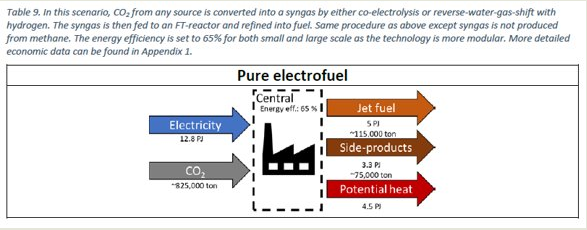 Table 9. In this scenario, CO₂ from any source is converted into a syngas by either co-electrolysis or reverse-water-gas-shift with
hydrogen. The syngas is then fed to an FT-reactor and refined into fuel. Same procedure as above except syngas is not produced
from methane. The energy efficiency is set to 65% for both small and large scale as the technology is more modular. More detailed
economic data can be found in Appendix 1.
Pure electrofuel
Electricity
12.8 PJ
CO₂
~825,000 ton
Central
Energy eff.: 65 %
Jet fuel
5 PJ
~115,000 ton
Side-products
3.3 PJ
~75,000 ton
Potential heat
4.5 PJ